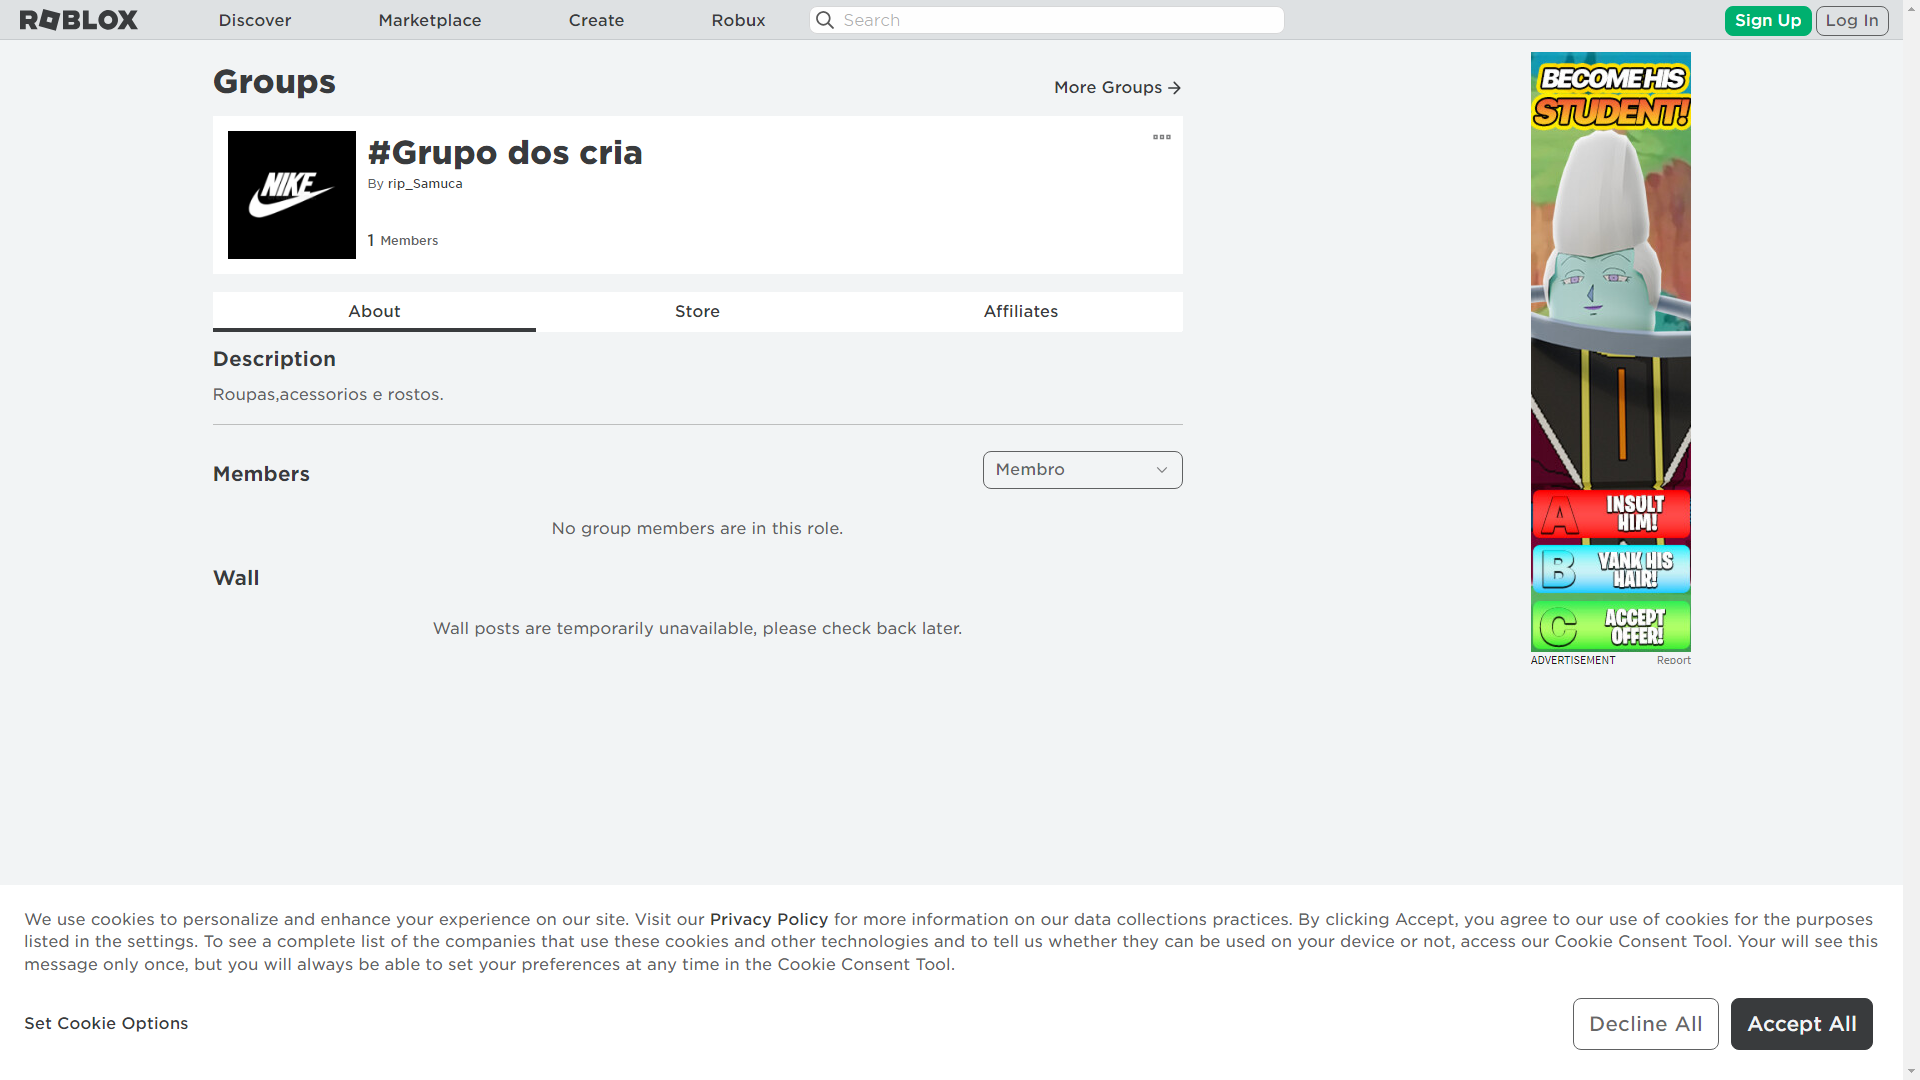 ROBLOX
Discover
Marketplace
Create
Robux
Search
Sign Up
Log In
Groups
More Groups
NIKE
#Grupo dos cria
By rip_Samuca
1 Members
About
Store
Affiliates
Description
Roupas,acessorios e rostos.
Members
Membro
No group members are in this role.
Wall
Wall posts are temporarily unavailable, please check back later.
BECOME HIS
STUDENT!
A INSULT
HIM!
B YANK HIS
HAIR!
C ACCEPT
OFFER!
ADVERTISEMENT
Report
We use cookies to personalize and enhance your experience on our site. Visit our Privacy Policy for more information on our data collections practices. By clicking Accept, you agree to our use of cookies for the purposes
listed in the settings. To see a complete list of the companies that use these cookies and other technologies and to tell us whether they can be used on your device or not, access our Cookie Consent Tool. Your will see this
message only once, but you will always be able to set your preferences at any time in the Cookie Consent Tool.
Set Cookie Options
Decline All
Accept All